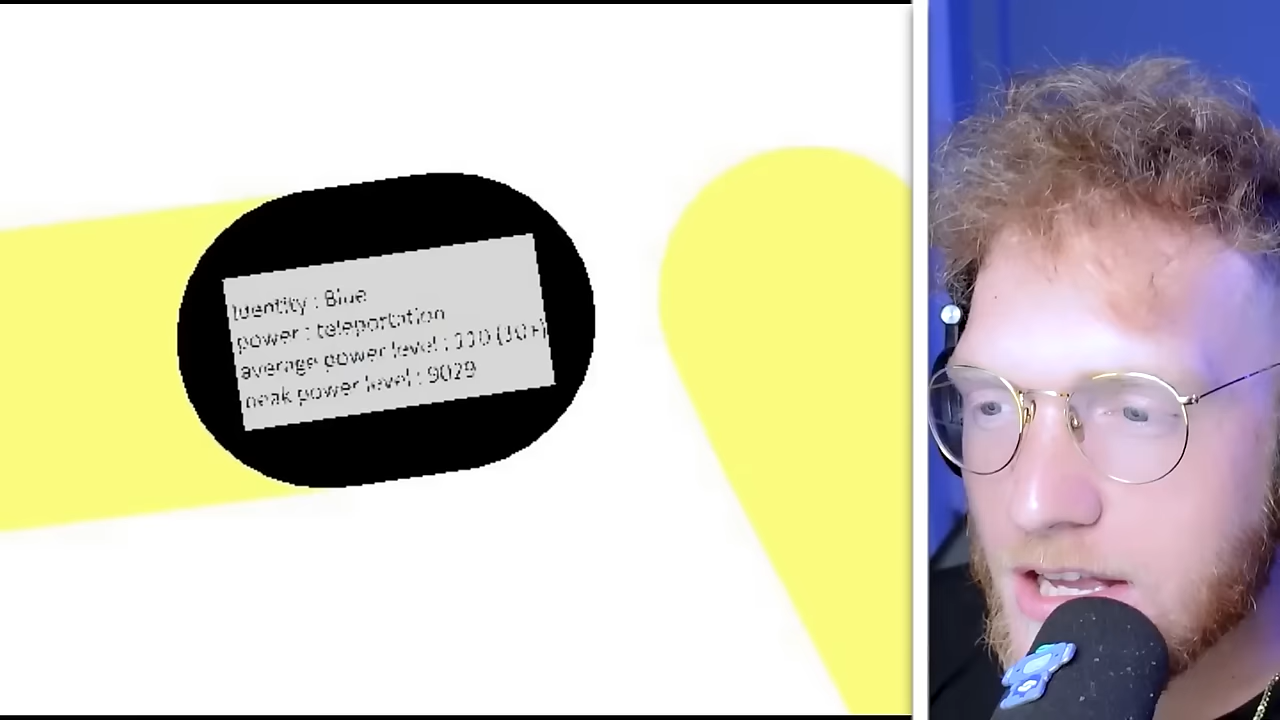 Identity : Blue
power : teleportation
average power level :
peak power level : 9029